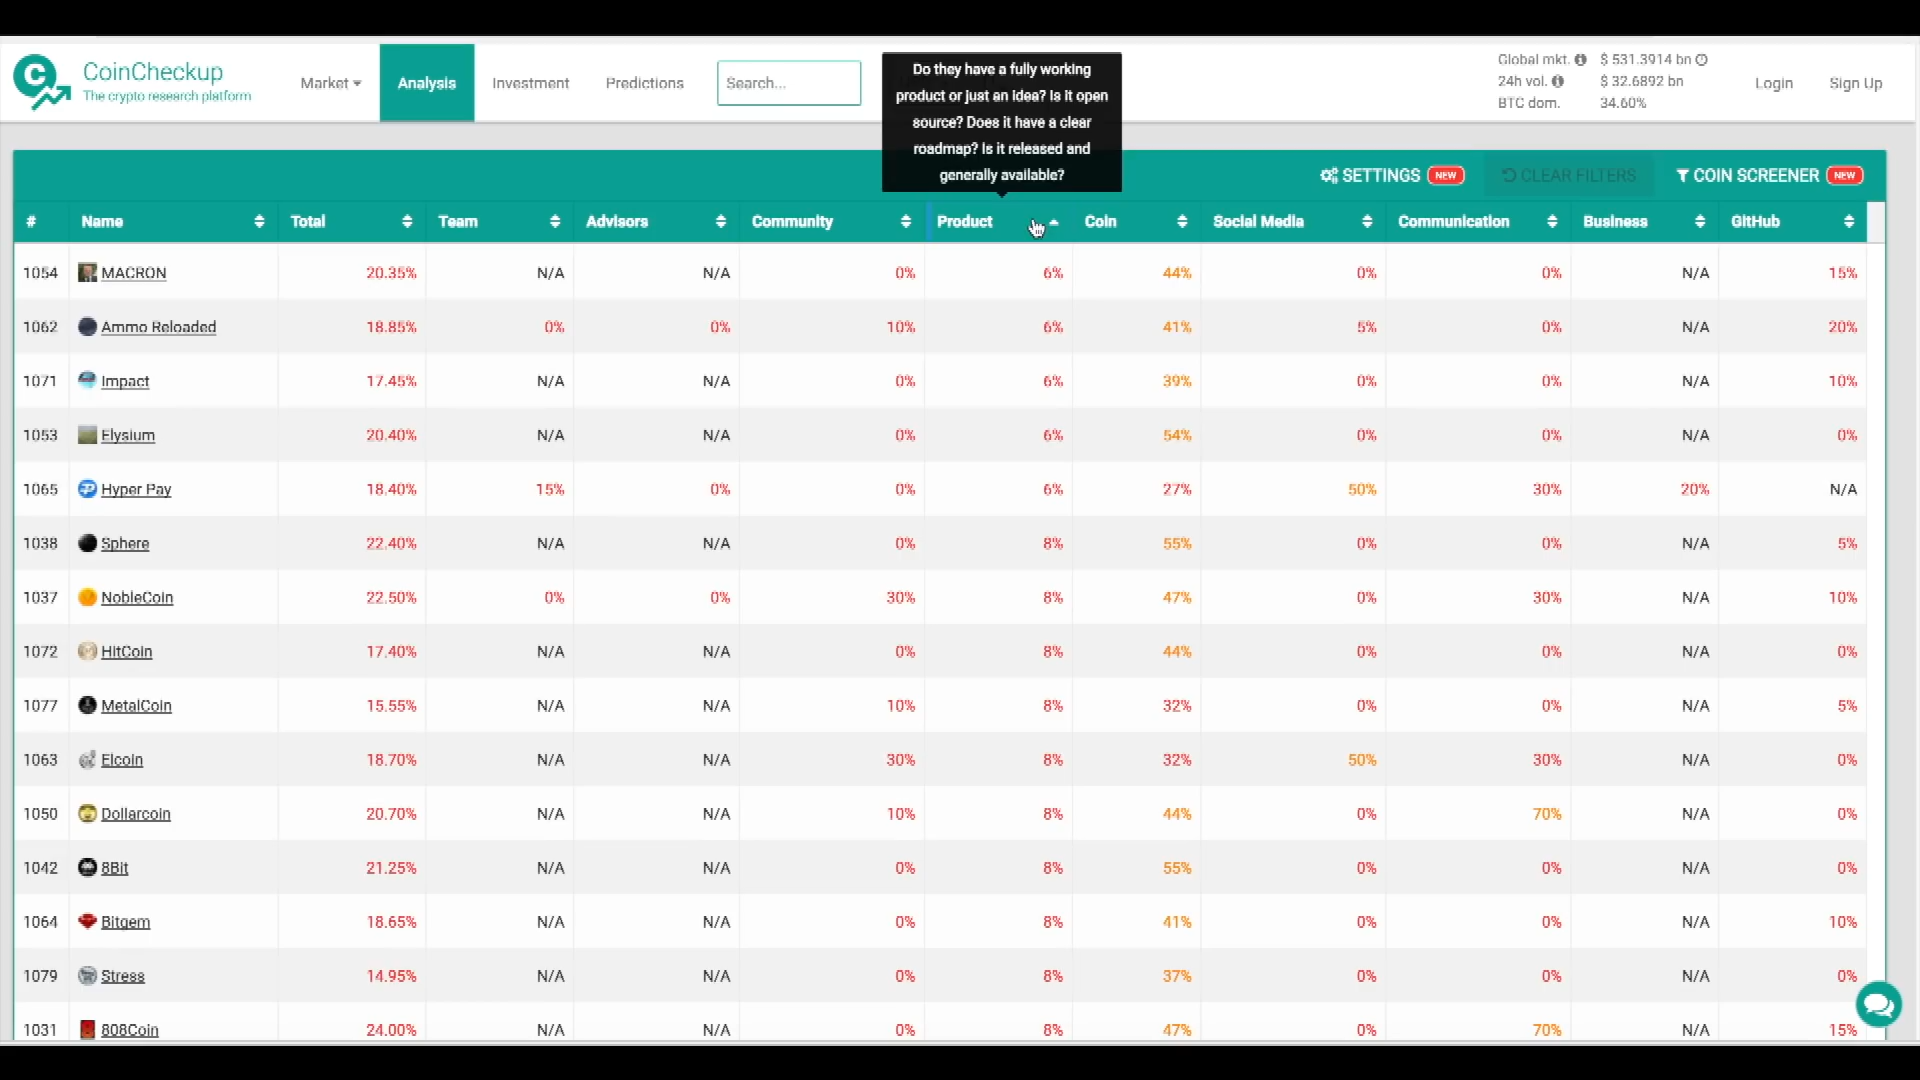 CoinCheckup
The crypto research platform
Market
Analysis
Investment
Predictions
Search...
Do they have a fully working
product or just an idea? Is it open
source? Does it have a clear
roadmap? Is it released and
generally available?
Global mkt. $ 531.3914 bn
24h vol. $ 32.6892 bn
BTC dom. 34.60%
Login
Sign Up
SETTINGS NEW
CLEAR FILTERS
COIN SCREENER NEW
# Name Total Team Advisors Community Product Coin Social Media Communication Business GitHub
1054 MACRON 20.35% N/A N/A 0% 6% 44% 0% 0% N/A 15%
1062 Ammo Reloaded 18.85% 0% 0% 10% 6% 41% 5% 0% N/A 20%
1071 Impact 17.45% N/A N/A 0% 6% 39% 0% 0% N/A 10%
1053 Elysium 20.40% N/A N/A 0% 6% 54% 0% 0% N/A 0%
1065 Hyper Pay 18.40% 15% 0% 0% 6% 27% 50% 30% 20% N/A
1038 Sphere 22.40% N/A N/A 0% 8% 55% 0% 0% N/A 5%
1037 NobleCoin 22.50% 0% 0% 30% 8% 47% 0% 30% N/A 10%
1072 HitCoin 17.40% N/A N/A 0% 8% 44% 0% 0% N/A 0%
1077 MetalCoin 15.55% N/A N/A 10% 8% 32% 0% 0% N/A 5%
1063 Elcoin 18.70% N/A N/A 30% 8% 32% 50% 30% N/A 0%
1050 Dollarcoin 20.70% N/A N/A 10% 8% 44% 0% 70% N/A 0%
1042 8Bit 21.25% N/A N/A 0% 8% 55% 0% 0% N/A 0%
1064 Bitgem 18.65% N/A N/A 0% 8% 41% 0% 0% N/A 10%
1079 Stress 14.95% N/A N/A 0% 8% 37% 0% 0% N/A 0%
1031 808Coin 24.00% N/A N/A 0% 8% 47% 0% 70% N/A 15%